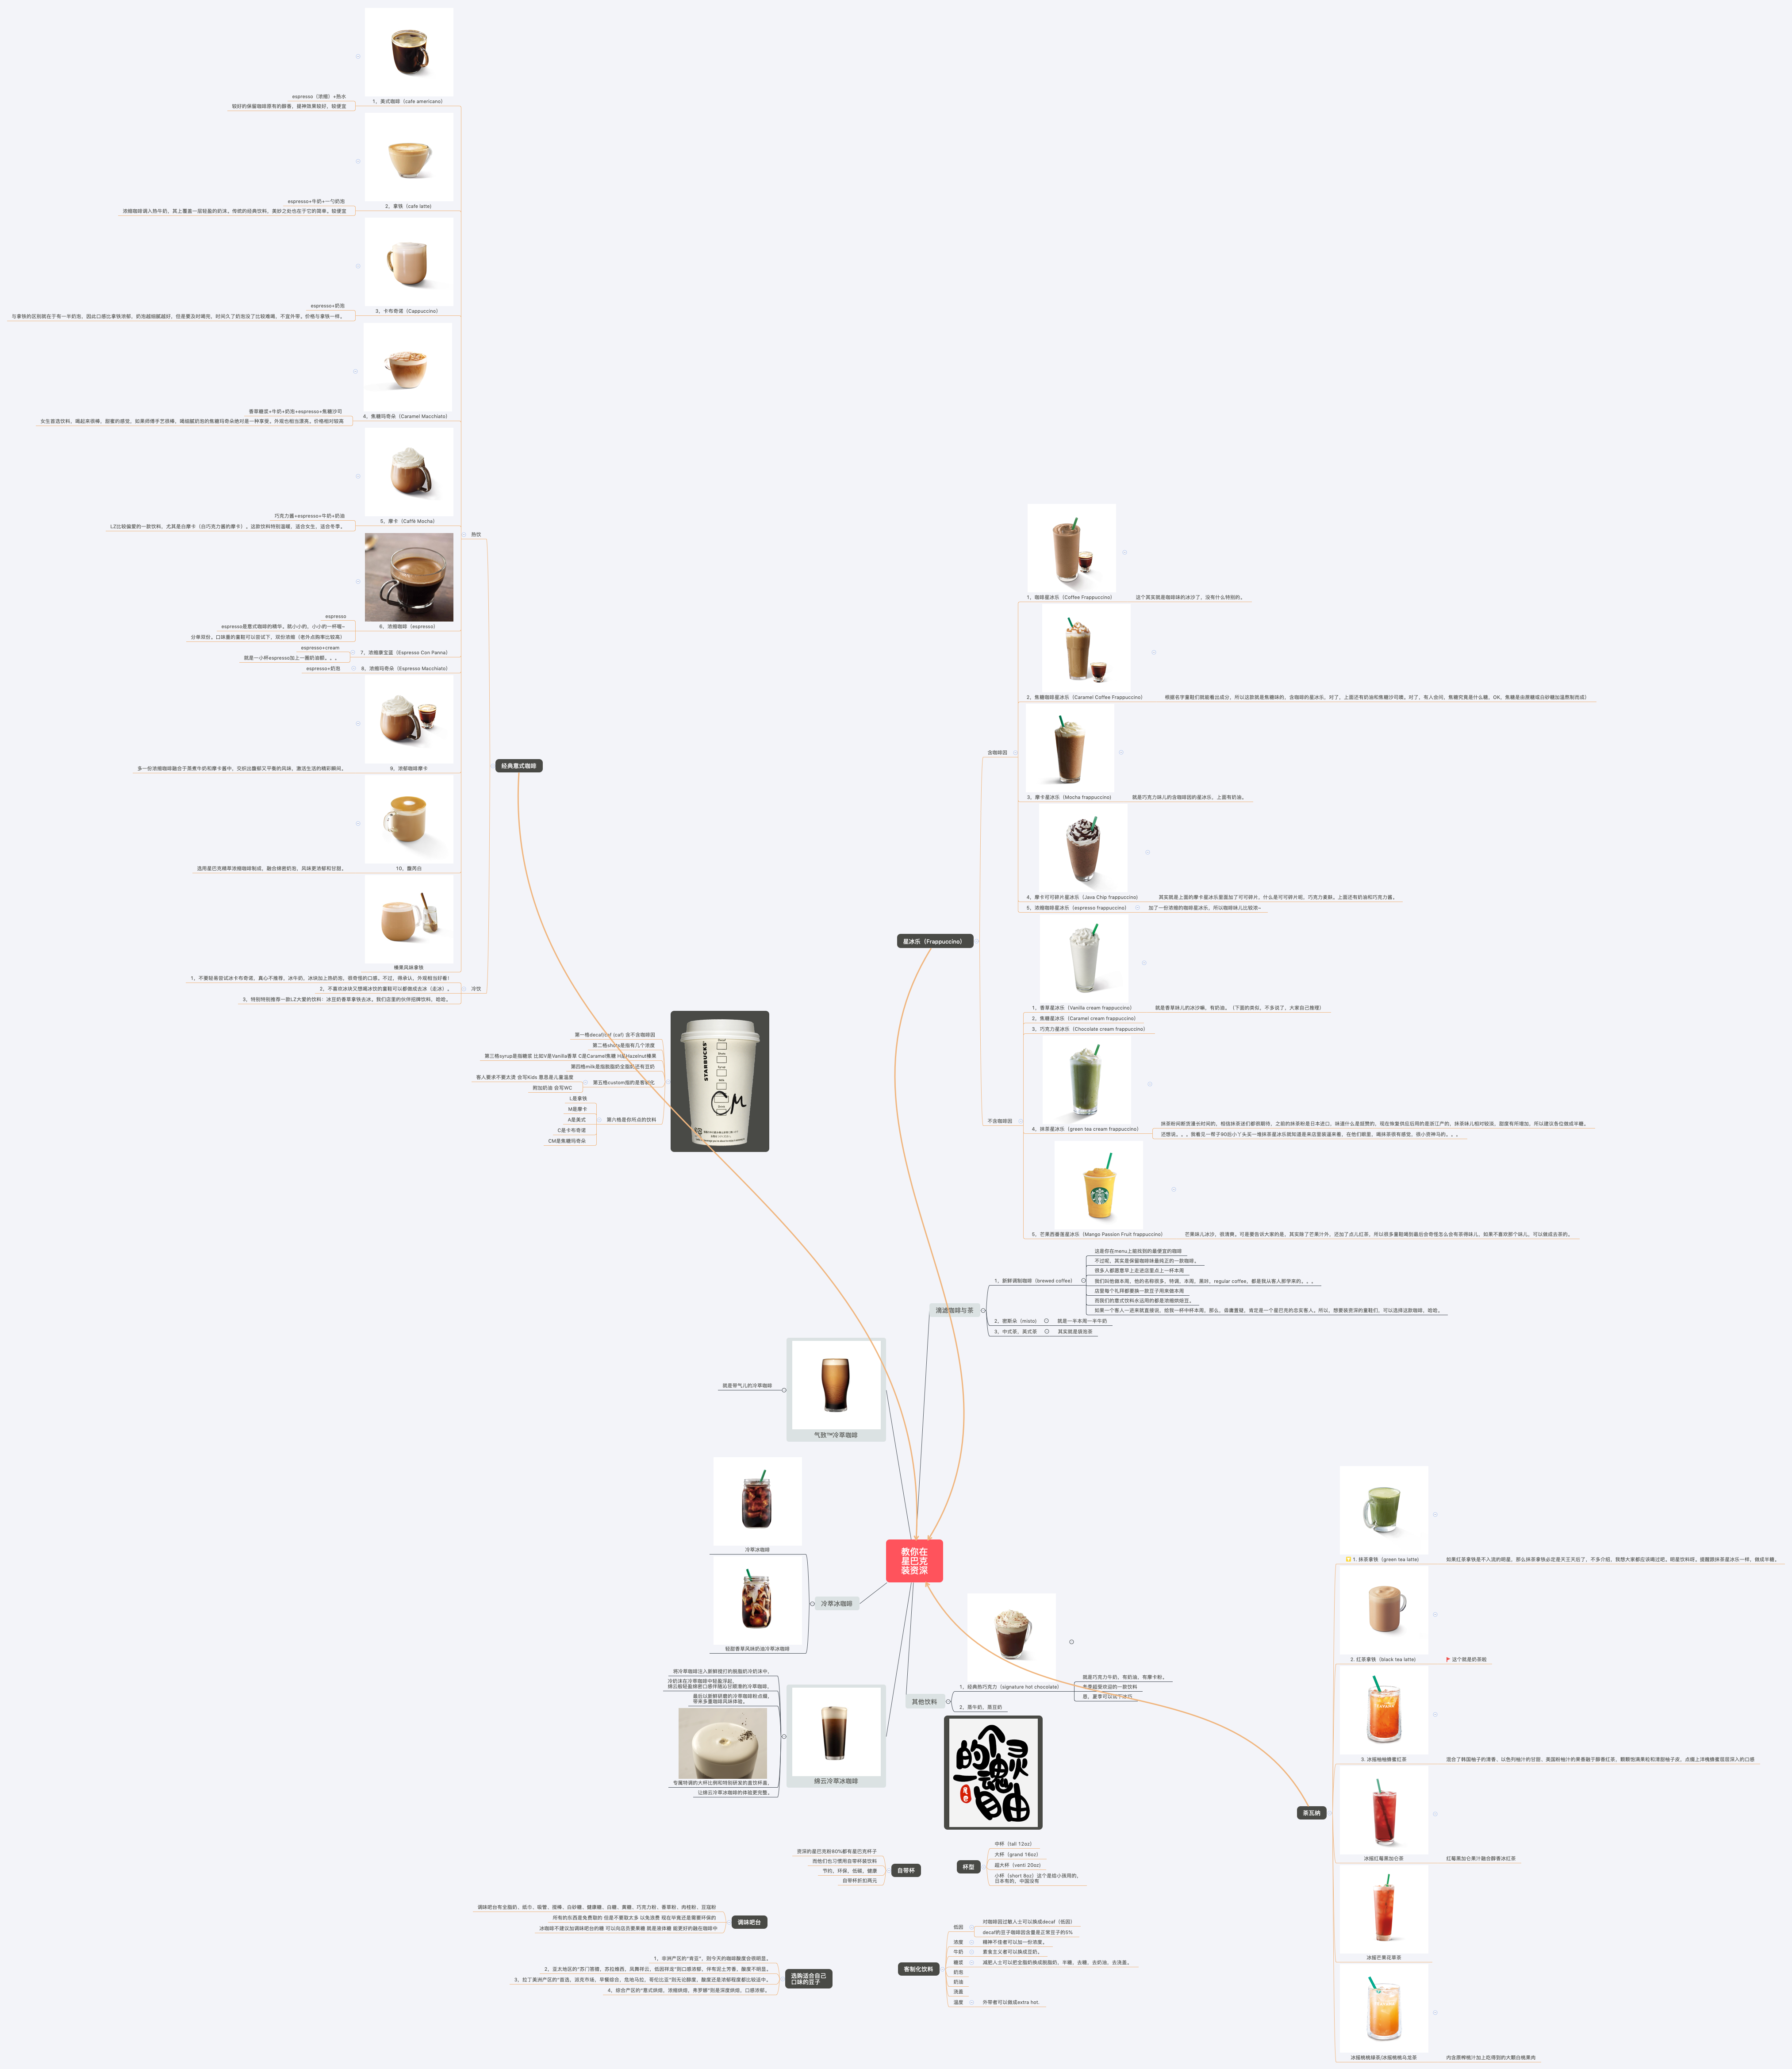 教你在
星巴克
装资深
经典意式咖啡
热饮
1、美式咖啡（cafe americano）
espresso（浓缩）+热水
较好的保留咖啡原有的醇香，提神效果较好，较便宜
2、拿铁（cafe latte)
espresso+牛奶+一勺奶泡
浓缩咖啡调入热牛奶，其上覆盖一层轻盈的奶沫。传统的经典饮料，美妙之处也在于它的简单。较便宜
3、卡布奇诺（Cappuccino）
espresso+奶泡
与拿铁的区别就在于有一半奶泡，因此口感比拿铁浓郁，奶泡越细腻越好，但是要及时喝完，时间久了奶泡没了比较难喝，不宜外带。价格与拿铁一样。
4、焦糖玛奇朵（Caramel Macchiato）
香草糖浆+牛奶+奶泡+espresso+焦糖沙司
女生首选饮料，喝起来很棒，甜蜜的感觉，如果师傅手艺很棒，喝细腻奶泡的焦糖玛奇朵绝对是一种享受。外观也相当漂亮。价格相对较高
5、摩卡（Caffè Mocha）
巧克力酱+espresso+牛奶+奶油
LZ比较偏爱的一款饮料，尤其是白摩卡（白巧克力酱的摩卡），这款饮料特别温暖，适合女生，适合冬季。
6、浓缩咖啡（espresso）
espresso
espresso是意式咖啡的精华。就小小的，小小的一杯喔~
分单双份。口味重的童鞋可以尝试下，双份浓缩（老外点购率比较高）
7、浓缩康宝蓝（Espresso Con Panna）
espresso+cream
就是一小杯espresso加上一圈奶油额。。。
8、浓缩玛奇朵（Espresso Macchiato）
espresso+奶泡
9、浓郁咖啡摩卡
多一份浓缩咖啡融合于蒸煮牛奶和摩卡酱中，交织出馥郁又平衡的风味，激活生活的精彩瞬间。
10、馥芮白
选用星巴克精萃浓缩咖啡制成，融合绵密奶泡，风味更浓郁和甘甜。
榛果风味拿铁
冷饮
1、不要轻易尝试冰卡布奇诺，真心不推荐，冰牛奶，冰块加上热奶泡，很奇怪的口感。不过，得承认，外观相当好看！
2、不喜欢冰块又想喝冰饮的童鞋可以都做成去冰（走冰）。
3、特别特别推荐一款LZ大爱的饮料：冰豆奶香草拿铁去冰。我们店里的伙伴招牌饮料，哈哈。
第一格decaf(caf) 含不含咖啡因
第二格shots是指有几个浓度
第三格syrup是指糖浆 比如V是Vanilla香草 C是Caramel焦糖 H是Hazelnut榛果
第四格milk是指脱脂奶全脂奶还有豆奶
第五格custom指的是客制化
客人要求不要太烫 会写Kids 意思是儿童温度
附加奶油 会写WC
第六格是你所点的饮料
L是拿铁
M是摩卡
A是美式
C是卡布奇诺
CM是焦糖玛奇朵
STARBUCKS
CM
星冰乐（Frappuccino）
含咖啡因
1、咖啡星冰乐（Coffee Frappuccino）
这个其实就是咖啡味的冰沙了，没有什么特别的。
2、焦糖咖啡星冰乐（Caramel Coffee Frappuccino）
根据名字童鞋们就能看出成分，所以这款就是焦糖味的，含咖啡的星冰乐，对了，上面还有奶油和焦糖沙司噢。对了，有人会问，焦糖究竟是什么糖，OK，焦糖是由蔗糖或白砂糖加温熬制而成）
3、摩卡星冰乐（Mocha frappuccino）
就是巧克力味儿的含咖啡因的星冰乐，上面有奶油。
4、摩卡可可碎片星冰乐（Java Chip frappuccino）
其实就是上面的摩卡星冰乐里面加了可可碎片，什么是可可碎片呢，巧克力麦麸。上面还有奶油和巧克力酱。
5、浓缩咖啡星冰乐（espresso frappuccino）
加了一份浓缩的咖啡星冰乐，所以咖啡味儿比较浓~
不含咖啡因
1、香草星冰乐（Vanilla cream frappuccino）
就是香草味儿的冰沙嘛，有奶油。（下面的类似，不多说了，大家自己推理）
2、焦糖星冰乐（Caramel cream frappuccino）
3、巧克力星冰乐（Chocolate cream frappuccino）
4、抹茶星冰乐（green tea cream frappuccino）
抹茶粉间断货漫长时间的，相信抹茶迷们都很期待，之前的抹茶粉是日本进口，味道什么是挺赞的，现在恢复供应后用的是浙江产的，抹茶味儿相对较淡，甜度有所增加，所以建议各位做成半糖。
还想说。。。我看见一帮子90后小丫头买一堆抹茶星冰乐就知道是来店里装逼来着，在他们眼里，喝抹茶很有感觉，很小资神马的。。。
5、芒果西番莲星冰乐（Mango Passion Fruit frappuccino）
芒果味儿冰沙，很清爽。可是要告诉大家的是，其实除了芒果汁外，还加了点儿红茶，所以很多童鞋喝到最后会奇怪怎么会有茶得味儿，如果不喜欢那个味儿，可以做成去茶的。
滴滤咖啡与茶
1、新鲜调制咖啡（brewed coffee）
这是你在menu上能找到的最便宜的咖啡
不过呢，其实是保留咖啡味最纯正的一款咖啡。
很多人都愿意早上走进店里点上一杯本周
我们叫他做本周，他的名称很多，特调，本周，美味，regular coffee，都是我从客人那学来的。。。
店里每个礼拜都要换一款豆子用来做本周
而我们的意式饮料永远用的都是浓缩烘焙豆。
如果一个客人一进来就直接说，给我一杯中杯本周，那么，毋庸置疑，肯定是一个星巴克的忠实客人。所以，想要装资深的童鞋们，可以选择这款咖啡，哈哈。
2、密斯朵（misto）
就是一半本周一半牛奶
3、中式茶，英式茶
其实就是袋泡茶
气致™冷萃咖啡
就是带气儿的冷萃咖啡
冷萃冰咖啡
冷萃冰咖啡
轻甜香草风味奶油冷萃冰咖啡
绵云冷萃冰咖啡
将冷萃咖啡注入新鲜搅打的脱脂奶冷奶沫中，
冷奶沫在冷萃咖啡中轻盈浮起，
绵云般轻盈绵密口感伴随沁甘顺滑的冷萃咖啡，
最后以新鲜研磨的冷萃咖啡粉点缀，
带来多重咖啡风味体验。
专属特调的大杯比例和特别研发的直饮杯盖，
让绵云冷萃冰咖啡的体验更完整。
其他饮料
1、经典热巧克力（signature hot chocolate）
就是巧克力牛奶，有奶油，有摩卡粉。
冬季超受欢迎的一款饮料
恩，夏季可以试下冰巧
2、蒸牛奶，蒸豆奶
茶瓦纳
1. 抹茶拿铁（green tea latte）
如果红茶拿铁是不入流的明星，那么抹茶拿铁必定是天王天后了，不多介绍，我想大家都应该喝过吧。明星饮料呀。提醒跟抹茶星冰乐一样，做成半糖。
2. 红茶拿铁（black tea latte）
这个就是奶茶啦
3. 冰摇柚柚蜂蜜红茶
混合了韩国柚子的清香，以色列柚汁的甘甜，美国粉柚汁的果香融于醇香红茶，颗颗饱满果粒和清甜柚子皮，点缀上洋槐蜂蜜层层深入的口感
冰摇红莓黑加仑茶
红莓黑加仑果汁融合醇香冰红茶
冰摇芒果花草茶
冰摇桃桃绿茶/冰摇桃桃乌龙茶
内含原榨桃汁加上吃得到的大颗白桃果肉
一个有趣的灵魂
自由
自带杯
资深的星巴克粉80%都有星巴克杯子
而他们也习惯用自带杯装饮料
节约，环保，低碳，健康
自带杯折扣两元
杯型
中杯（tall 12oz）
大杯（grand 16oz）
超大杯（venti 20oz）
小杯（short 8oz）这个是给小孩用的，
日本有的，中国没有
调味吧台
调味吧台有全脂奶、纸巾、吸管、搅棒、白砂糖、健康糖、白糖、黄糖、巧克力粉、香草粉、肉桂粉、豆蔻粉
所有的东西是免费取的 但是不要取太多 以免浪费 现在毕竟还是需要环保的
冰咖啡不建议加调味吧台的糖 可以向店员要果糖 就是液体糖 能更好的融在咖啡中
选购适合自己
口味的豆子
1、非洲产区的“肯亚”，则今天的咖啡酸度会很明显。
2、亚太地区的“苏门答腊，苏拉维西，凤舞祥云，低因祥龙”则口感浓郁，伴有泥土芳香，酸度不明显。
3、拉丁美洲产区的“首选，派克市场，早餐综合，危地马拉，哥伦比亚”则无论醇度，酸度还是浓郁程度都比较适中。
4、综合产区的“意式烘焙，浓缩烘焙，弗罗娜”则是深度烘焙，口感浓郁。
客制化饮料
低因
对咖啡因过敏人士可以换成decaf（低因）
decaf的豆子咖啡因含量是正常豆子的5%
浓度
精神不佳者可以加一份浓度。
牛奶
素食主义者可以换成豆奶。
糖浆
减肥人士可以把全脂奶换成脱脂奶，半糖，去糖，去奶油，去浇盖。
奶泡
奶油
浇盖
温度
外带者可以做成extra hot.